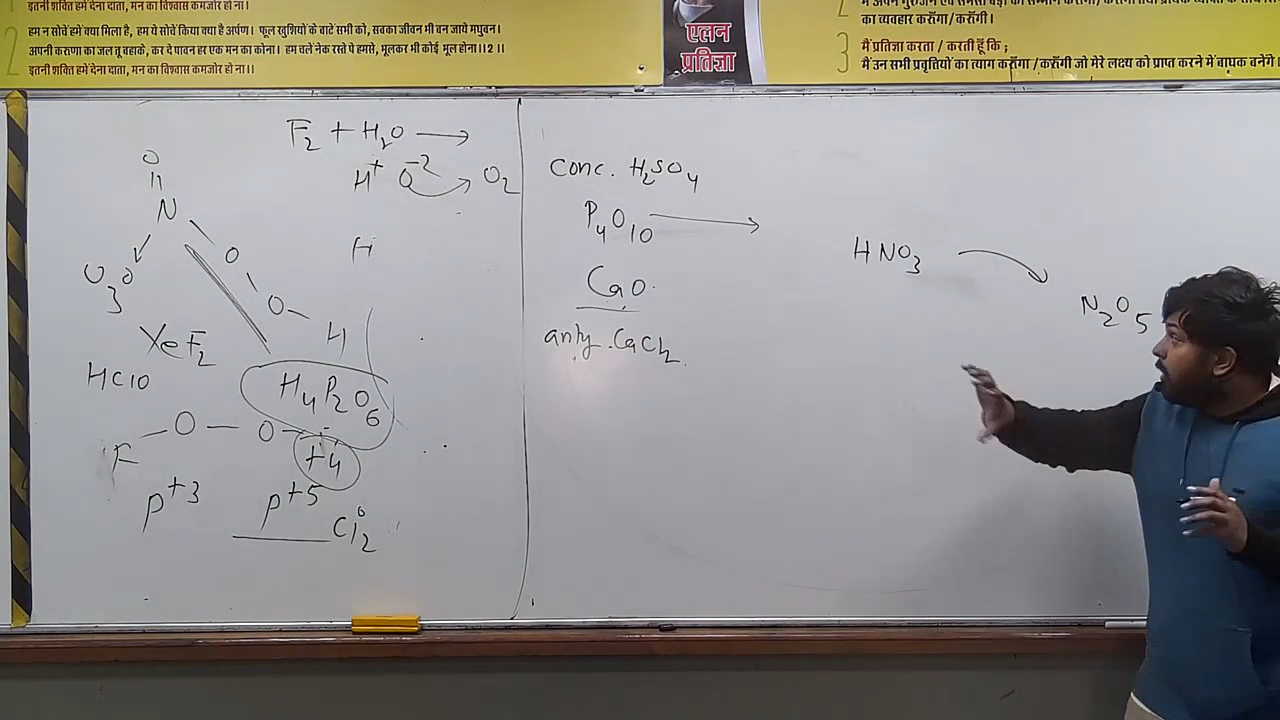 इतनी शक्ति हमें देना दाता, मन का विश्वास कमजोर हो ना।
2 हम न सोचें हमें क्या मिला है, हम ये सोचें किया क्या है अर्पण। फूल खुशियों के बाटें सभी को, सबका जीवन भी बन जाये मधुबन।
अपनी करुणा का जल तू बहाके, कर दे पावन हर एक मन का कोना। हम चलें नेक रस्ते पे हमसे, भूलकर भी कोई भूल हो ना।। 2 ।।
इतनी शक्ति हमें देना दाता, मन का विश्वास कमजोर हो ना।।
एलन
प्रतिज्ञा
का व्यवहार करूँगा / करूँगी।
3 मैं प्रतिज्ञा करता / करती हूँ कि ;
मैं उन सभी प्रवृत्तियों का त्याग करूँगा / करूँगी जो मेरे लक्ष्य को प्राप्त करने में बाधक बनेंगे।
F2 + H2O →
H+ O-2 → O2
O
N
O
O
O
H
H
3
XeF2
HClO
H4P2O6
F — O — O —
+4
P+3 P+5
Cl2°
Conc. H2SO4
P4O10 →
CaO
anhy. CaCl2
HNO3 →
N2O5